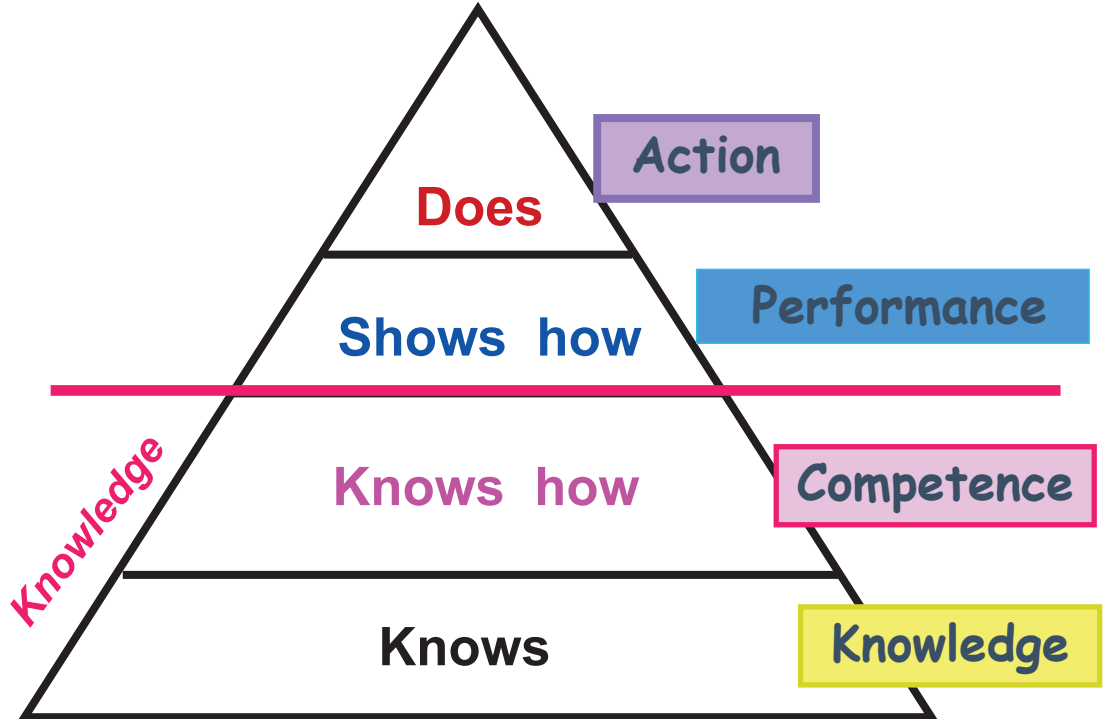 Action
Does
Performance
Shows how
Knowledge
Knows how
Competence
Knows
Knowledge